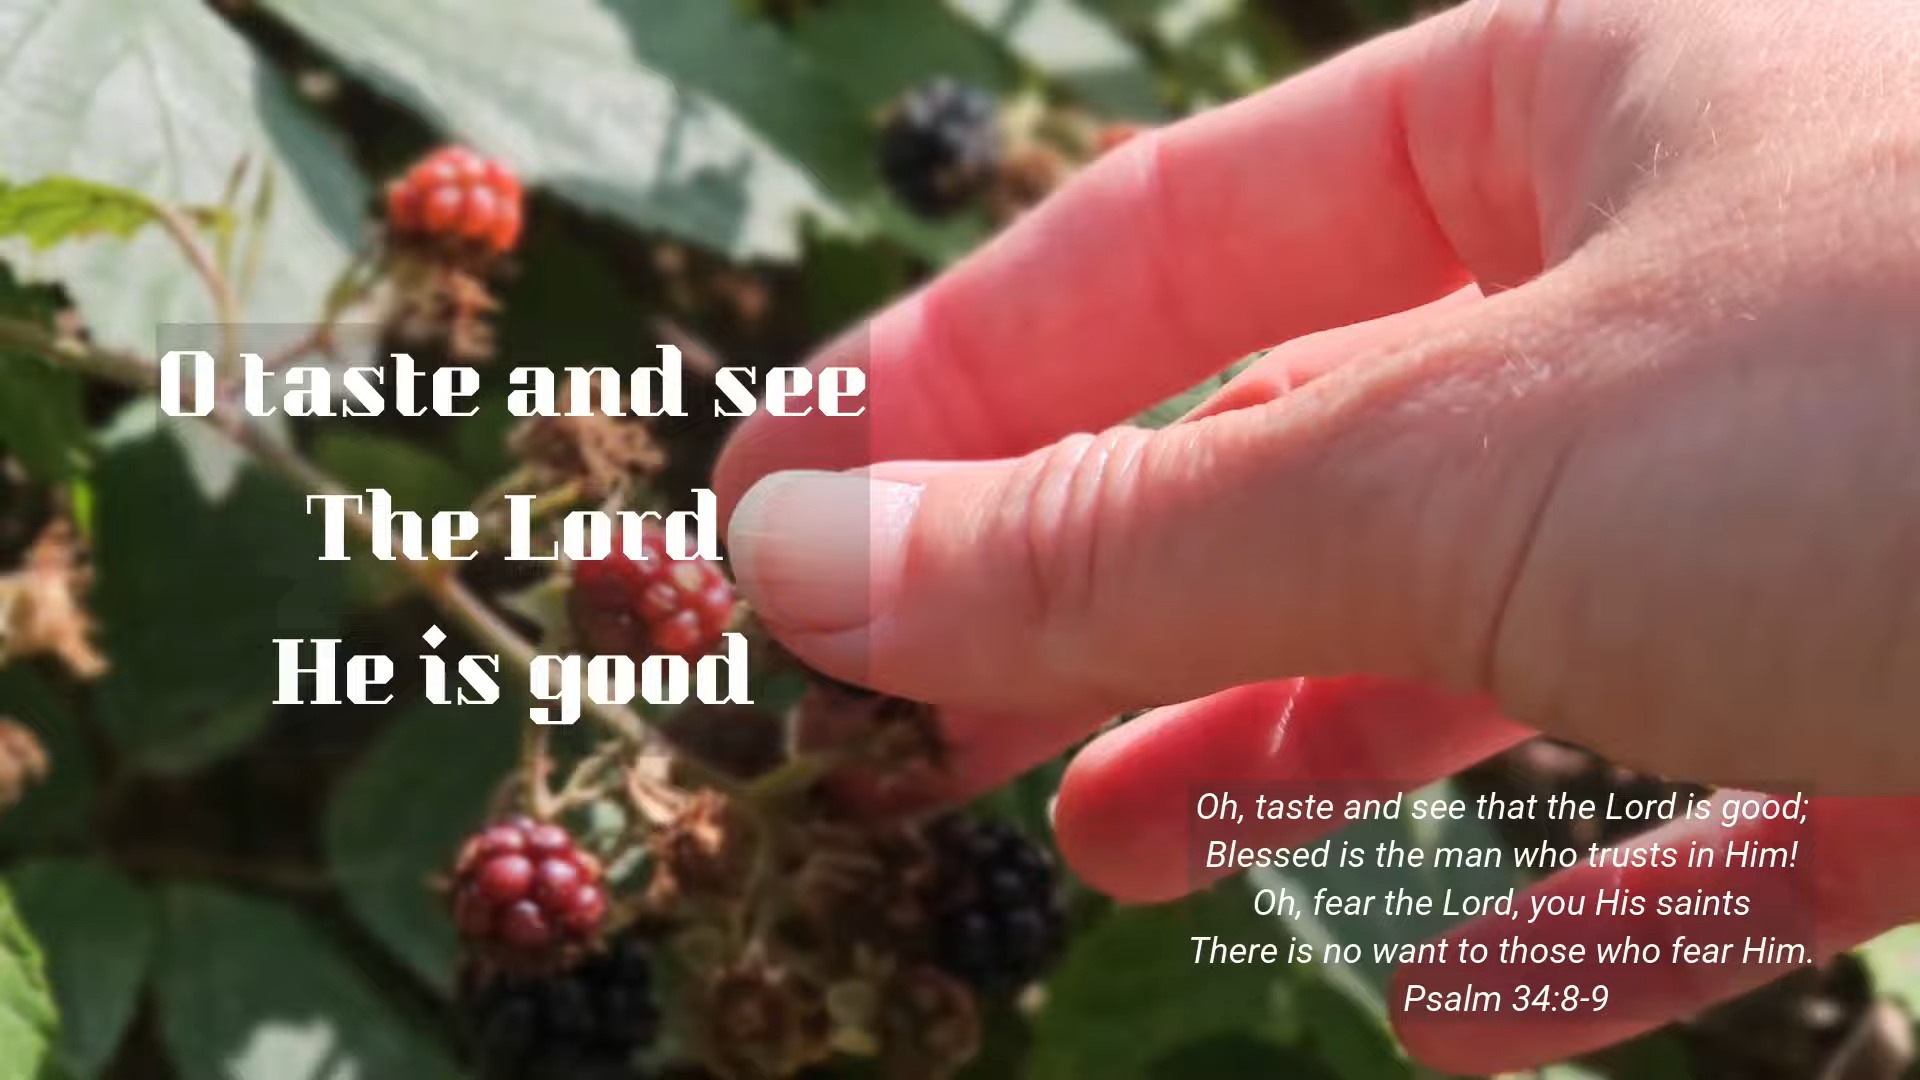 O taste and see
The Lord
He is good
Oh, taste and see that the Lord is good;
Blessed is the man who trusts in Him!
Oh, fear the Lord, you His saints
There is no want to those who fear Him.
Psalm 34:8-9